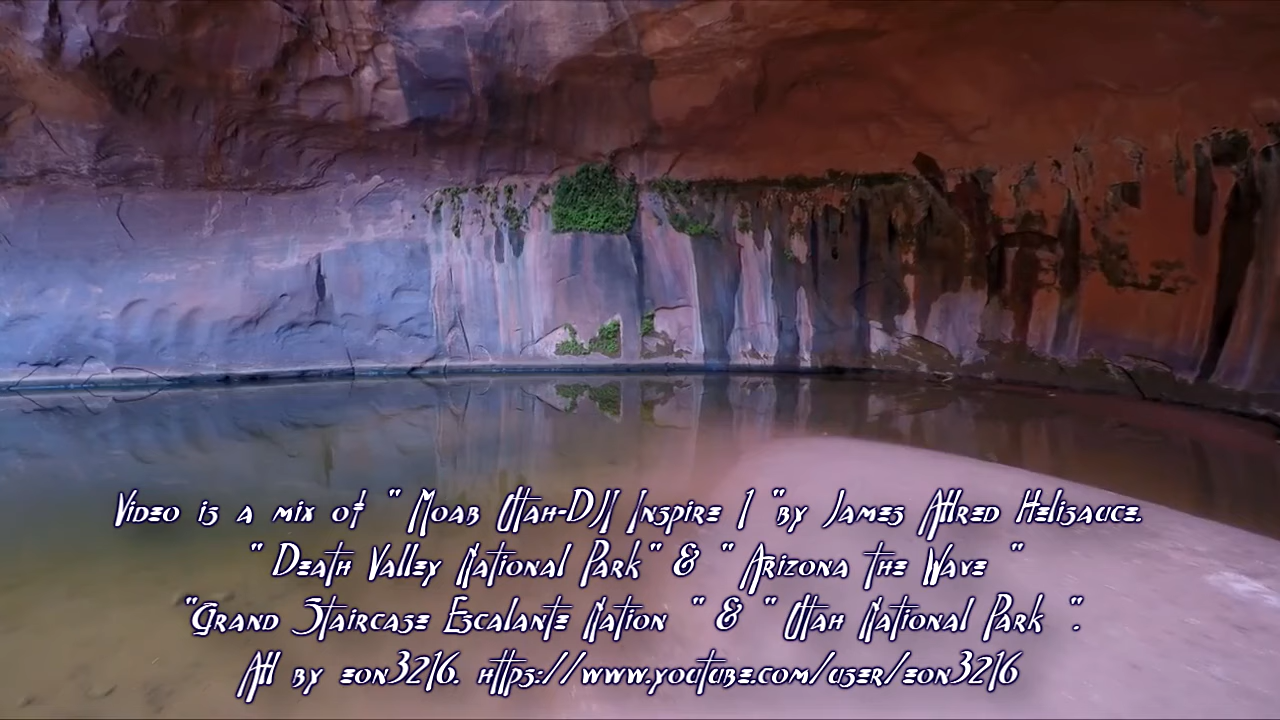 Video is a mix of " Moab Utah-DJI Inspire 1 "by James Allred Helisauce.
" Death Valley National Park" & " Arizona the Wave "
"Grand Staircase Escalante Nation " & " Utah National Park ".
All by eon3216. https://www.youtube.com/user/eon3216